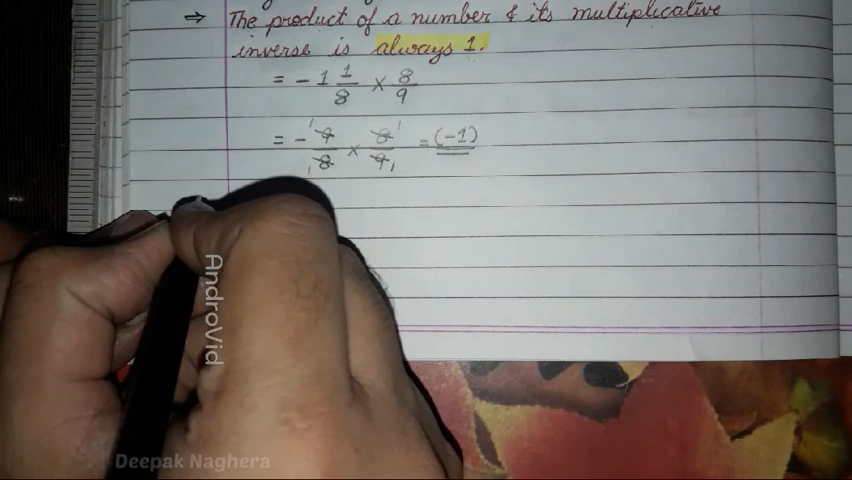 ⇒ The product of a number & its multiplicative
inverse is always 1.
= - 1 1/8 × 8/9
= - 9/8 × 8/9 = (-1)
AndroVid
Deepak Naghera